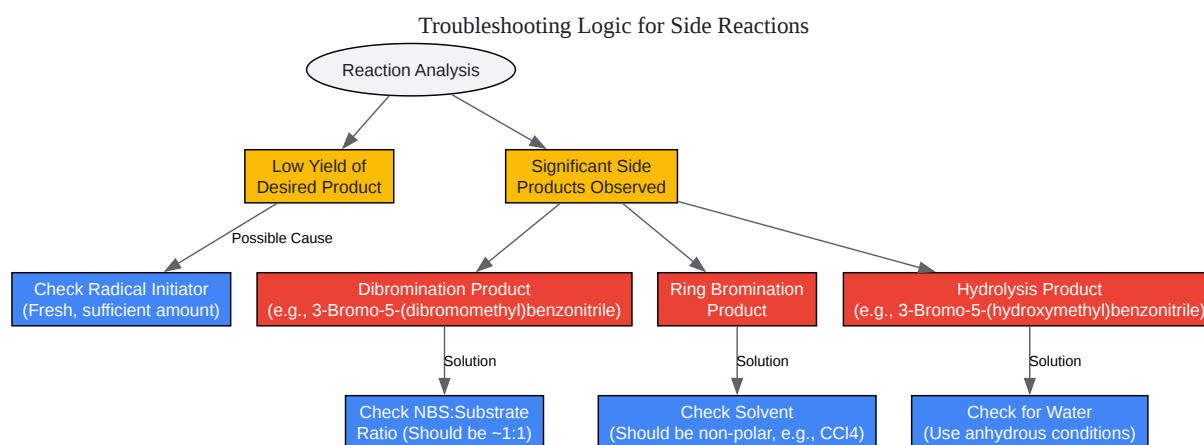 Troubleshooting Logic for Side Reactions
Reaction Analysis
Low Yield of
Desired Product
Significant Side
Products Observed
Possible Cause
Check Radical Initiator
(Fresh, sufficient amount)
Dibromination Product
(e.g., 3-Bromo-5-(dibromomethyl)benzonitrile)
Ring Bromination
Product
Hydrolysis Product
(e.g., 3-Bromo-5-(hydroxymethyl)benzonitrile)
Solution
Solution
Solution
Check NBS:Substrate
Ratio (Should be ~1:1)
Check Solvent
(Should be non-polar, e.g., CCl4)
Check for Water
(Use anhydrous conditions)